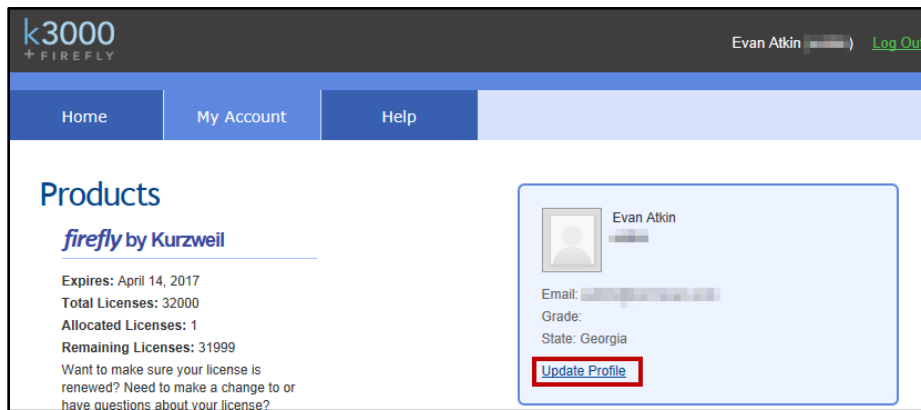 k3000
+FIREFLY
Evan Atkin ) Log Out
Home My Account Help
Products
firefly by Kurzweil
Expires: April 14, 2017
Total Licenses: 32000
Allocated Licenses: 1
Remaining Licenses: 31999
Want to make sure your license is
renewed? Need to make a change to or
have questions about your license?
Evan Atkin
Email:
Grade:
State: Georgia
Update Profile